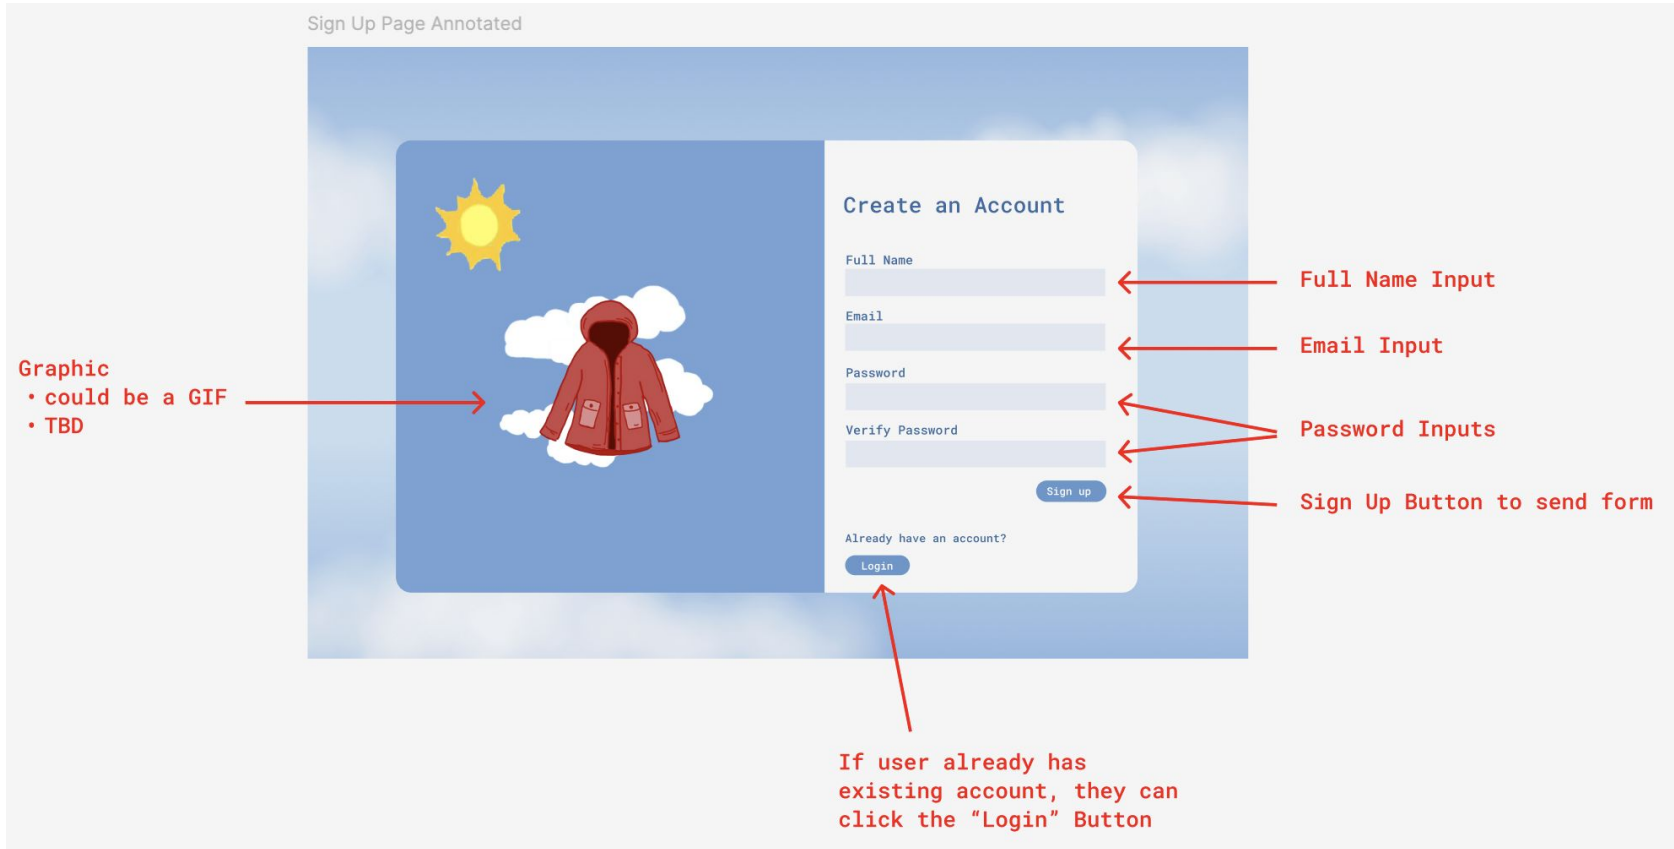 Sign Up Page Annotated
Create an Account
Full Name
Email
Password
Verify Password
Sign up
Already have an account?
Login
Graphic
• could be a GIF
• TBD
Full Name Input
Email Input
Password Inputs
Sign Up Button to send form
If user already has
existing account, they can
click the “Login” Button